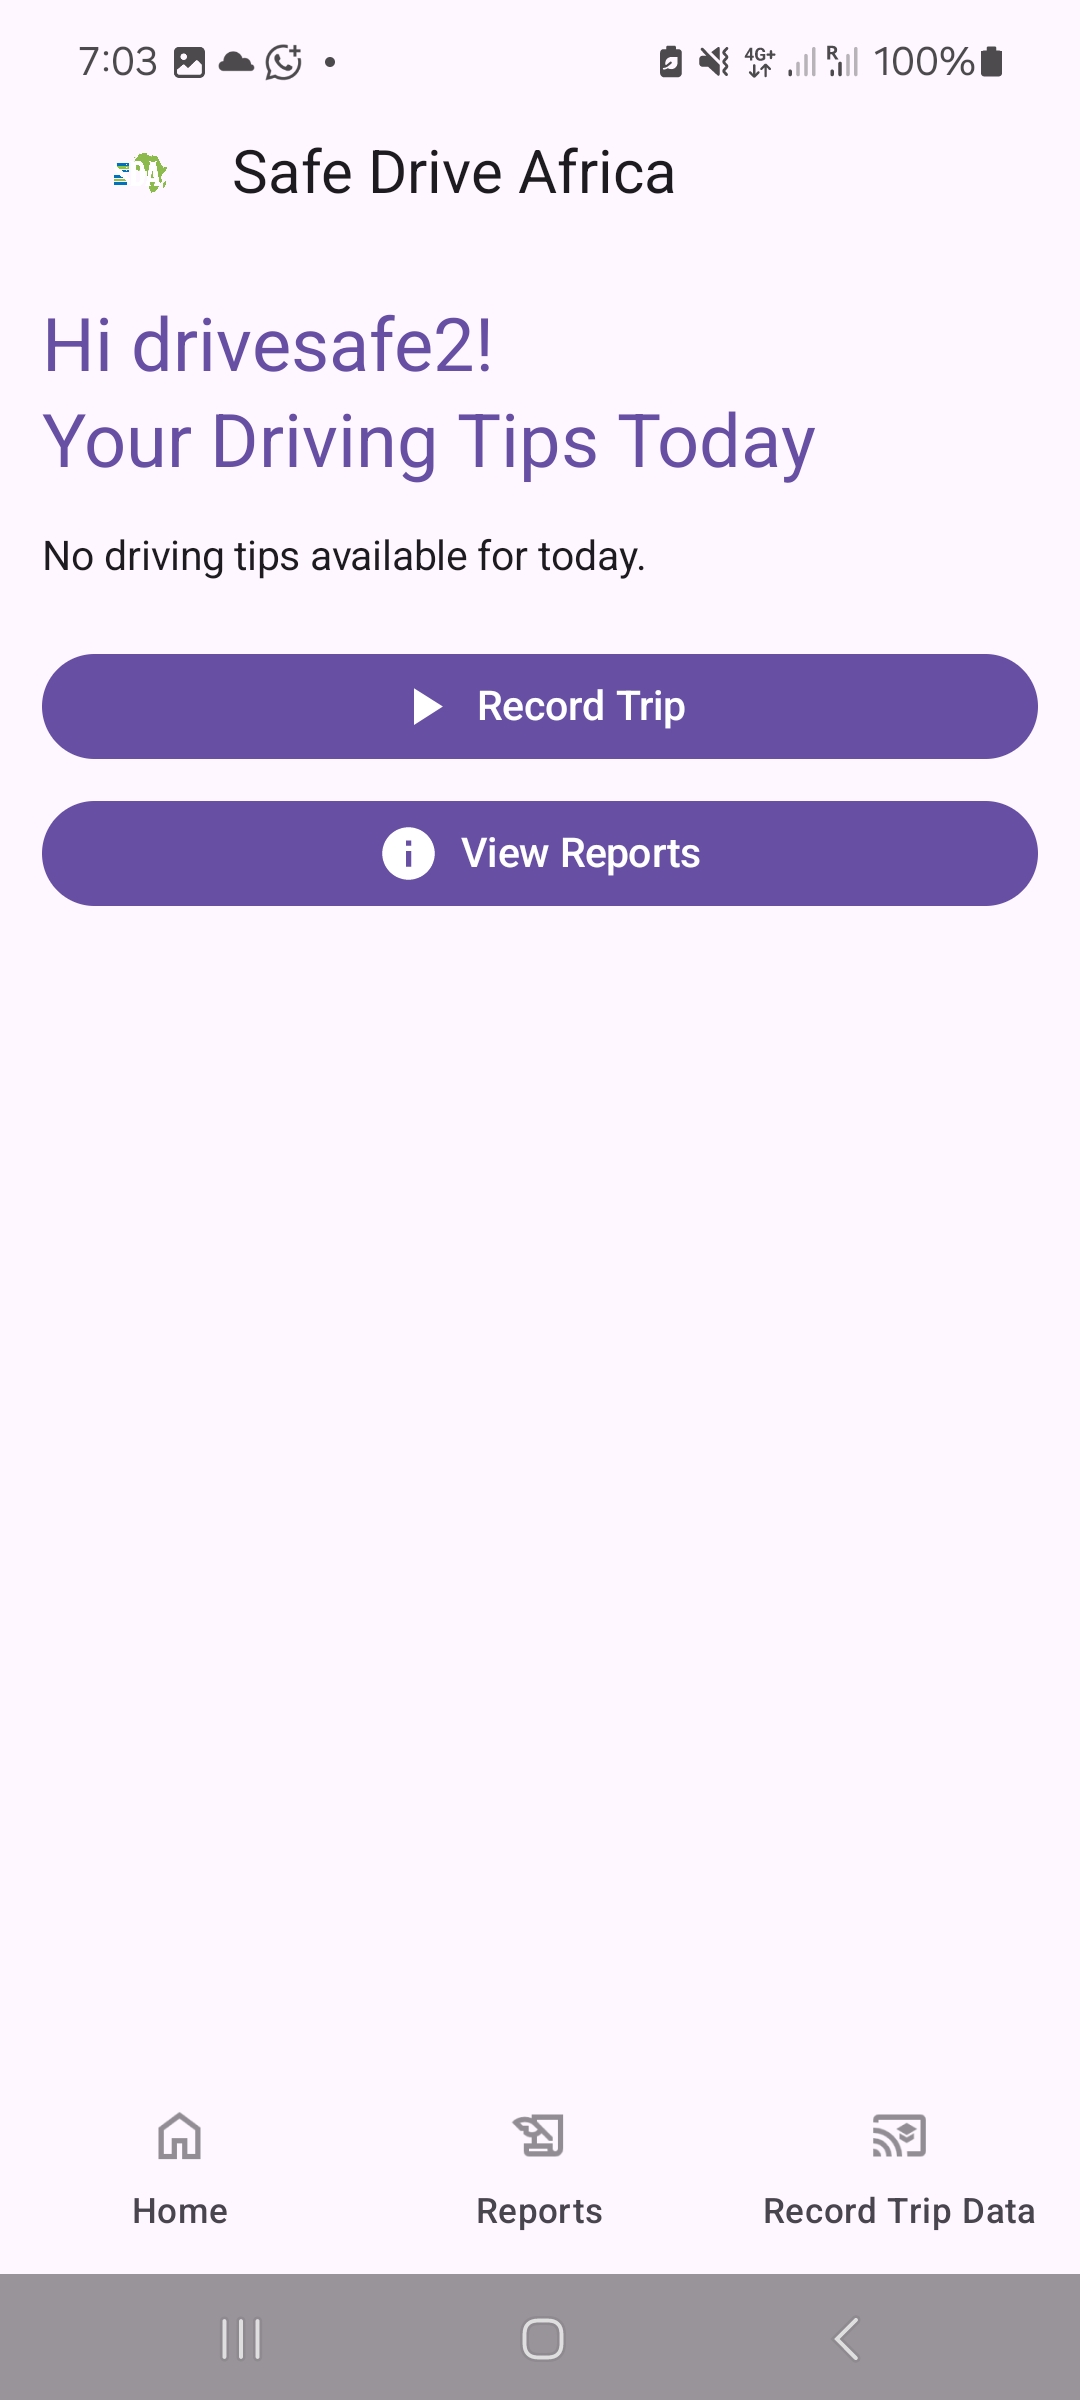 7:03
4G+
R
100%
Safe Drive Africa
Hi drivesafe2!
Your Driving Tips Today
No driving tips available for today.
Record Trip
View Reports
Home
Reports
Record Trip Data